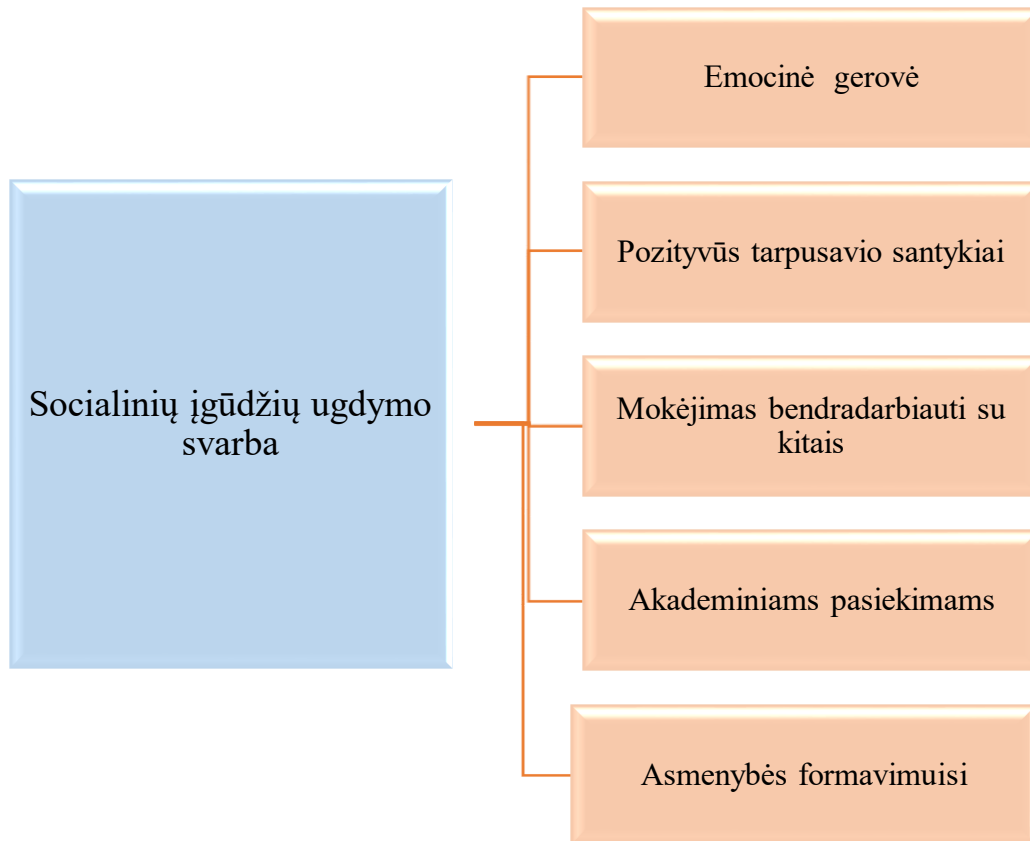 Emocinė gerovė
Pozityvūs tarpusavio santykiai
Socialinių įgūdžių ugdymo
svarba
Mokėjimas bendradarbiauti su
kitais
Akademiniams pasiekimams
Asmenybės formavimuisi